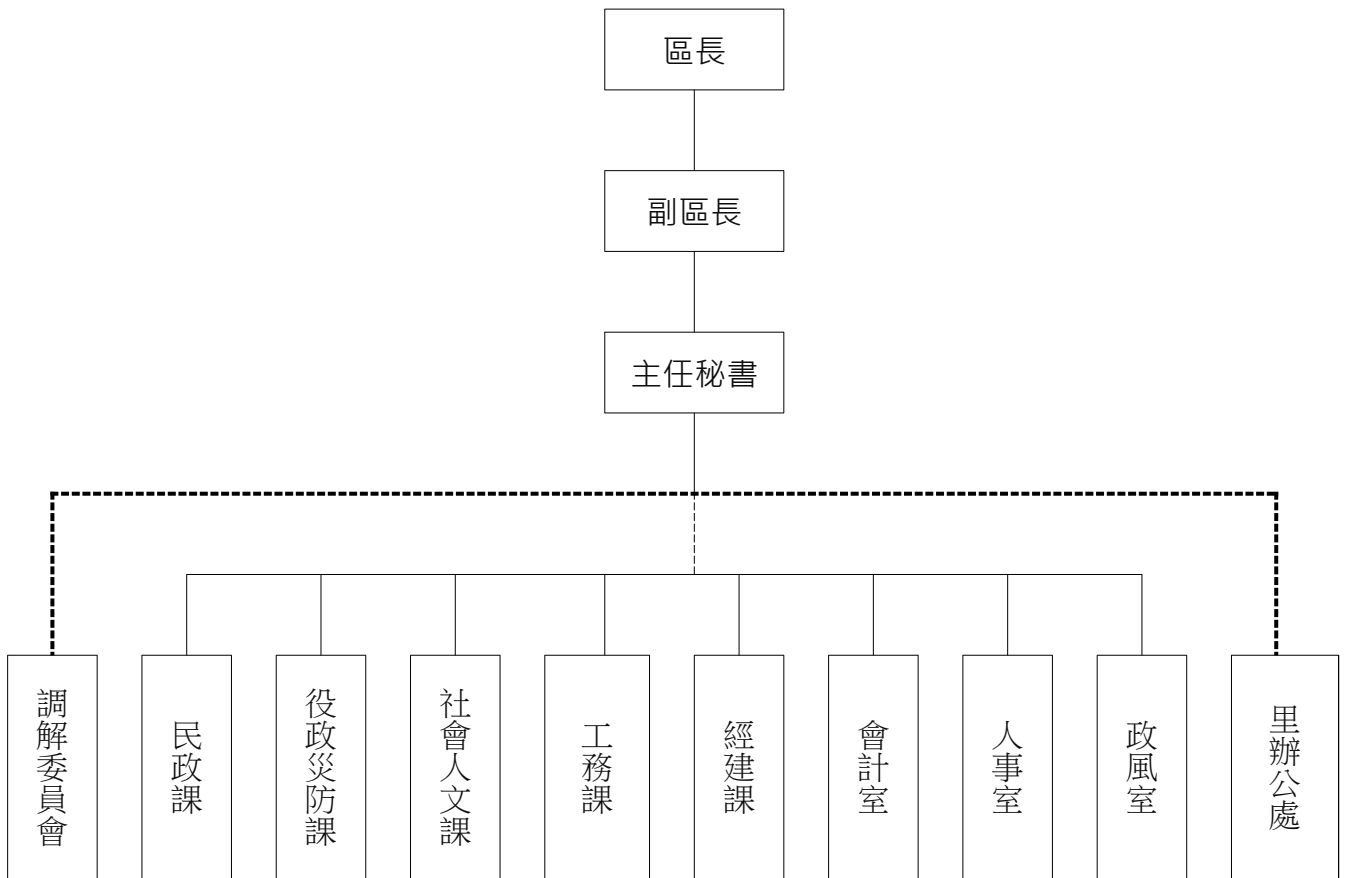 區長
副區長
主任秘書
調解委員會
民政課
役政災防課
社會人文課
工務課
經建課
會計室
人事室
政風室
里辦公處